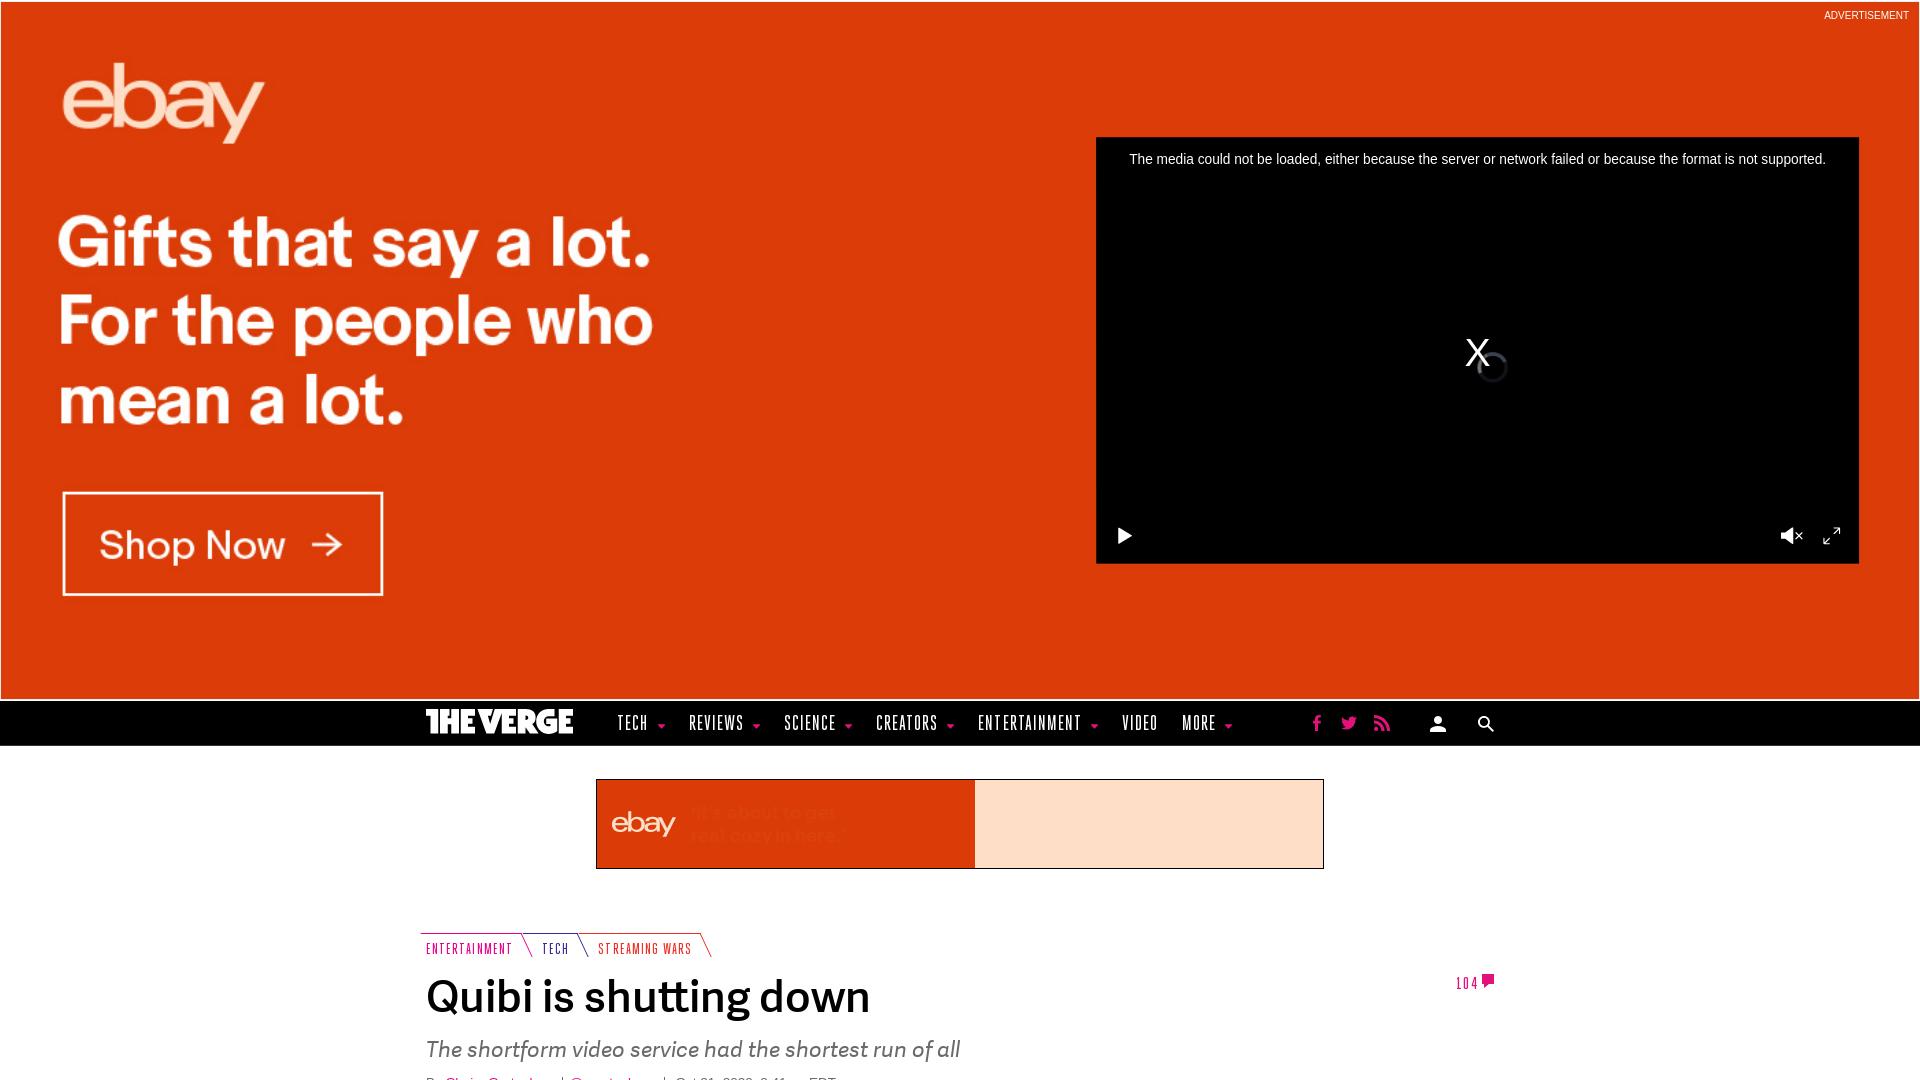 ADVERTISEMENT
ebay
Gifts that say a lot.
For the people who
mean a lot.
Shop Now
The media could not be loaded, either because the server or network failed or because the format is not supported.
X
THE VERGE TECH REVIEWS SCIENCE CREATORS ENTERTAINMENT VIDEO MORE
ebay
It's about to get
real cozy in here.
ENTERTAINMENT TECH STREAMING WARS
Quibi is shutting down
104
The shortform video service had the shortest run of all